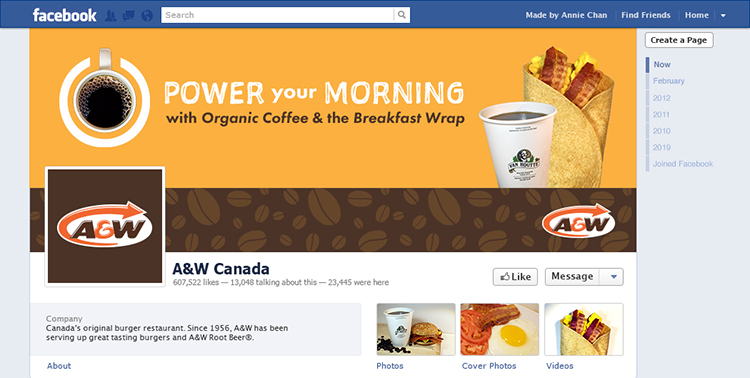 facebook
Search
Made by Annie Chan
Find Friends
Home
Create a Page
Now
February
2012
2011
2010
2019
Joined Facebook
POWER your MORNING
with Organic Coffee & the Breakfast Wrap
VAN HOUTTE
A&W
A&W
A&W Canada
607,522 likes — 13,048 talking about this — 23,445 were here
Like
Message
Company
Canada's original burger restaurant. Since 1956, A&W has been
serving up great tasting burgers and A&W Root Beer®.
About
Photos
Cover Photos
Videos